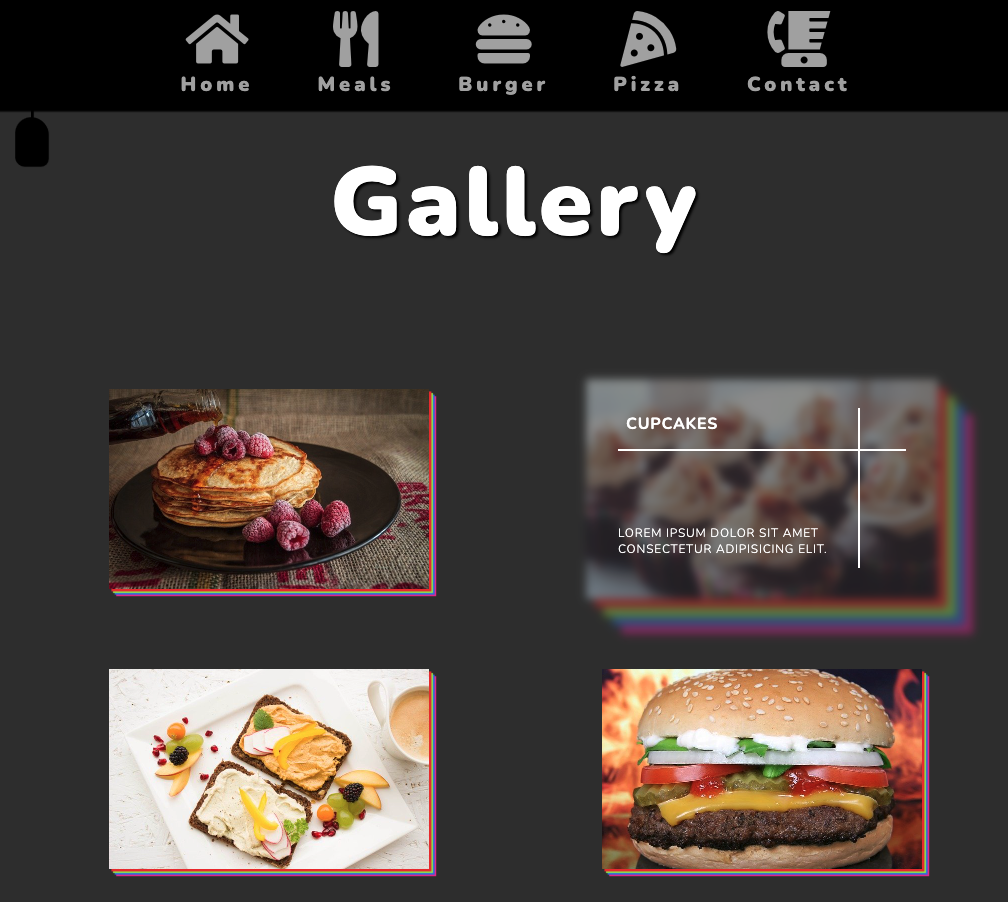 Home Meals Burger Pizza Contact
Gallery
CUPCAKES
LOREM IPSUM DOLOR SIT AMET
CONSECTETUR ADIPISICING ELIT.